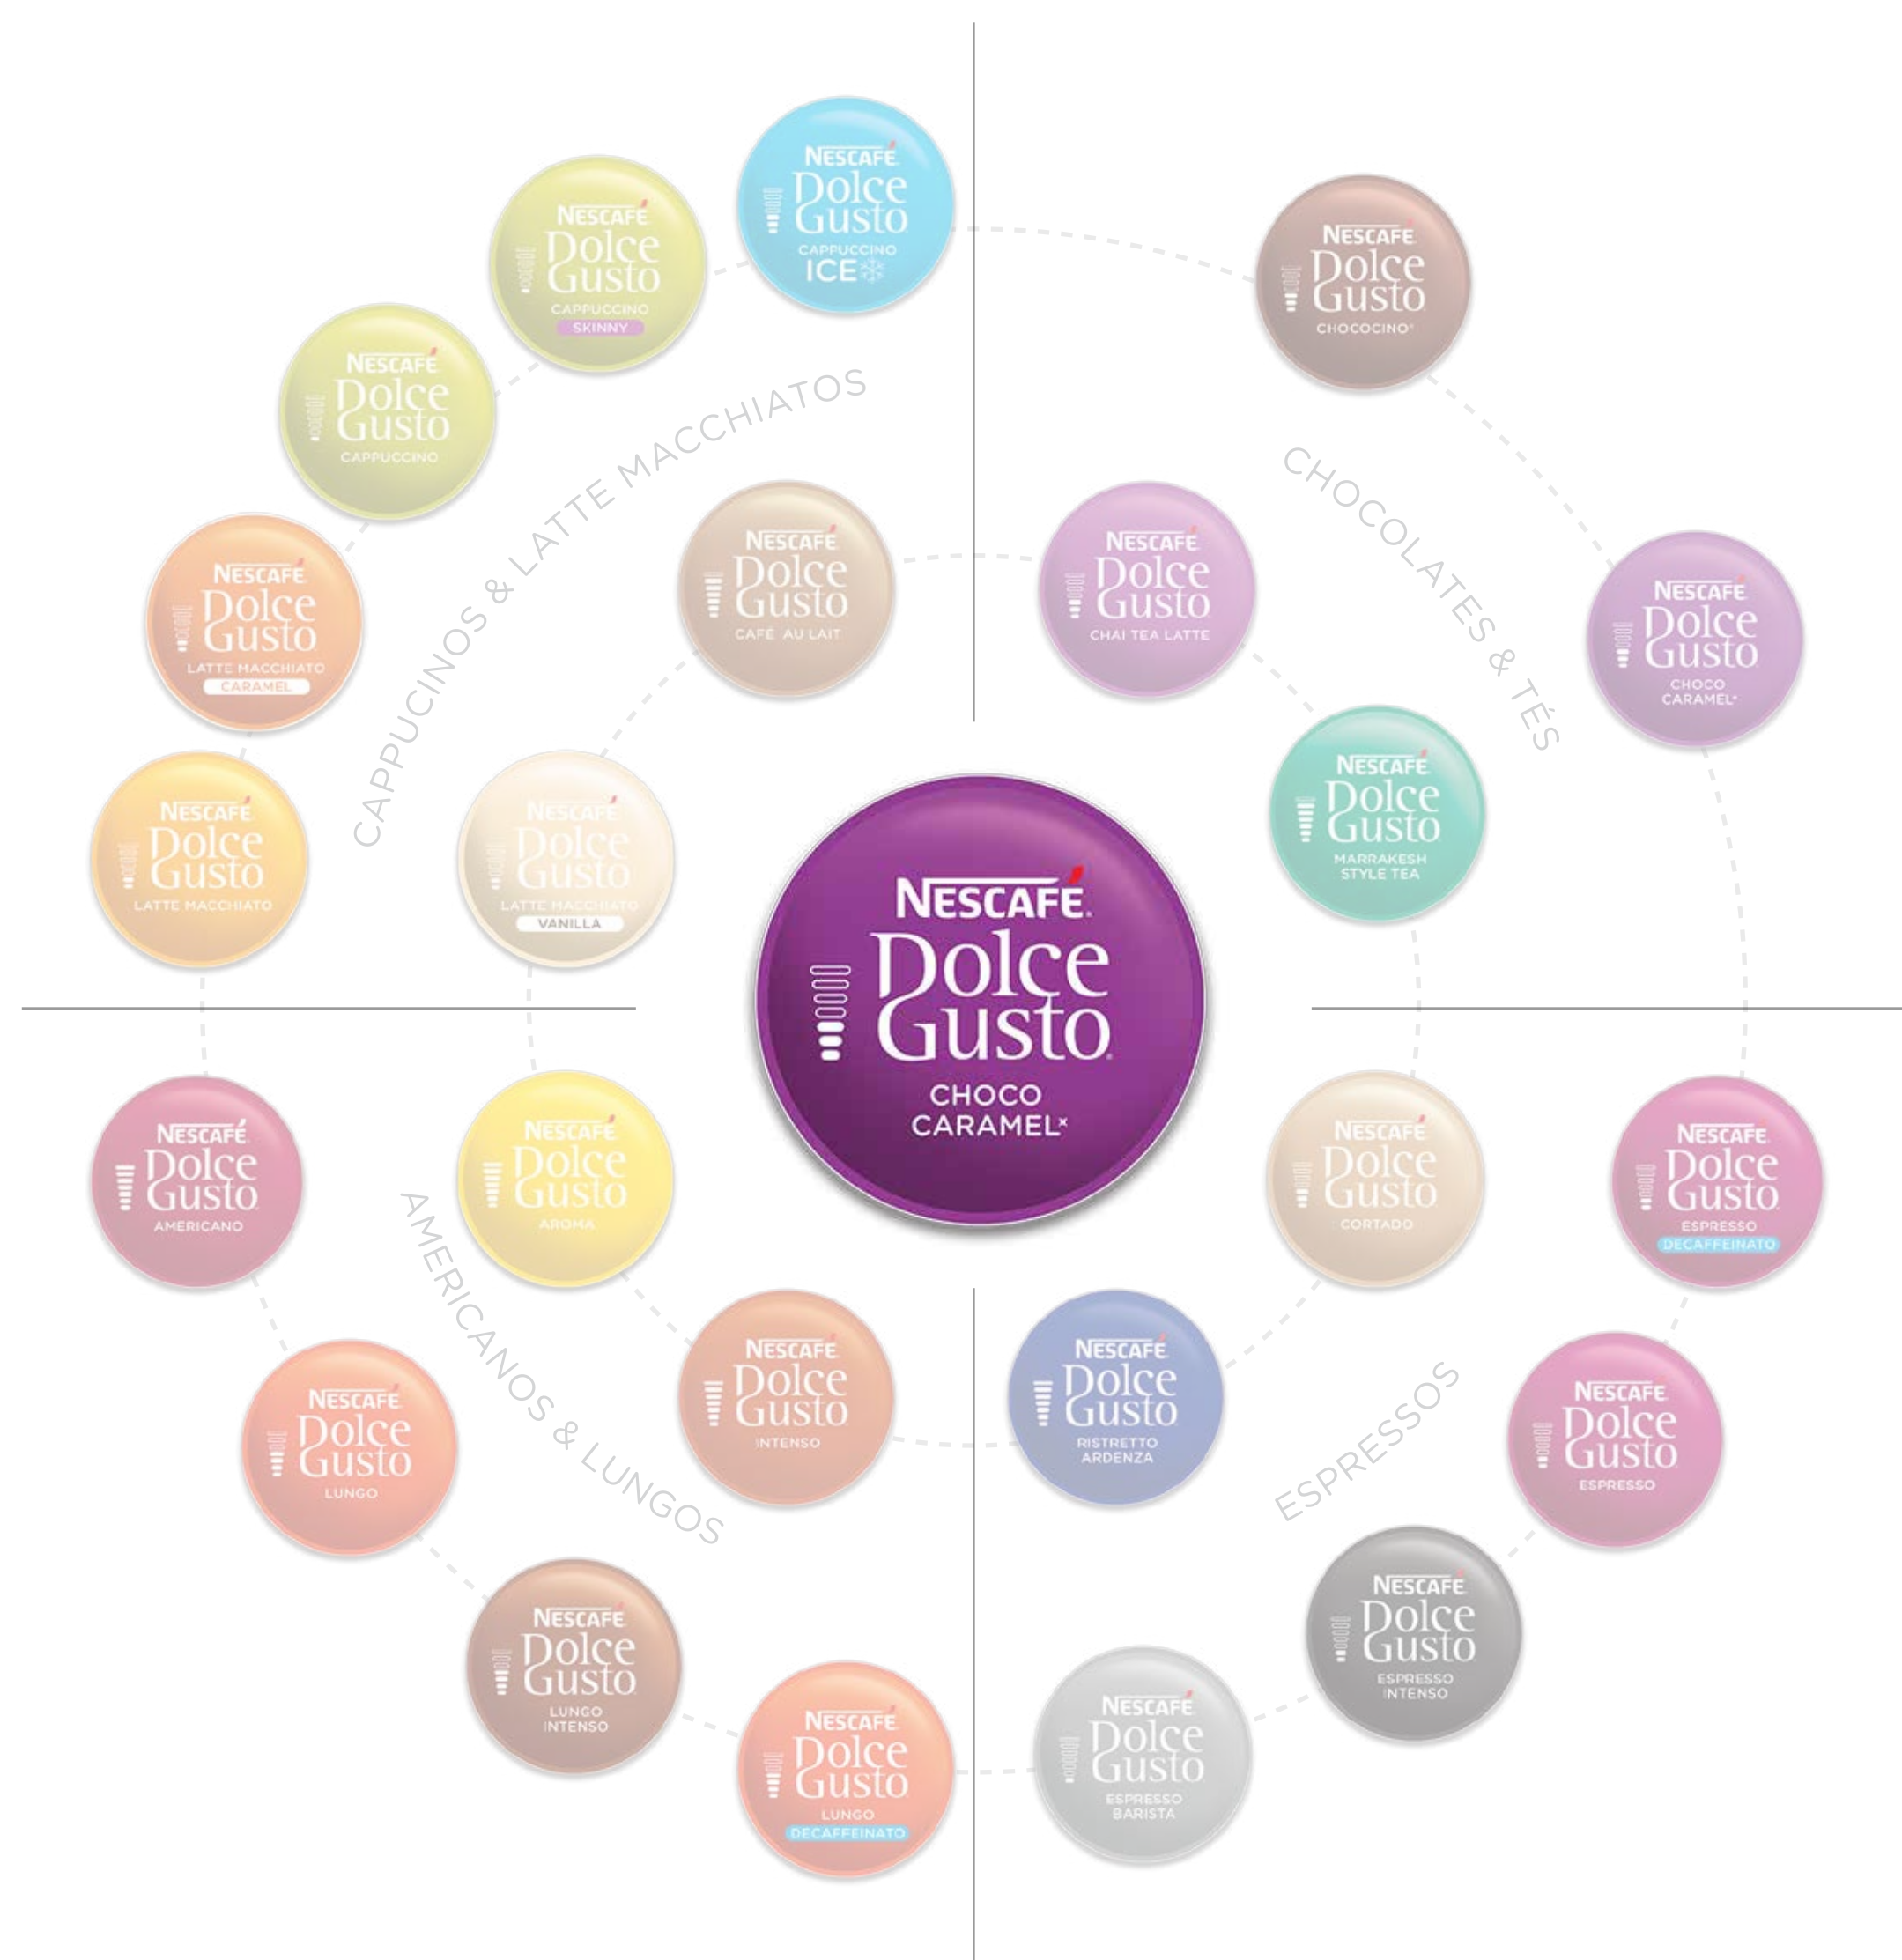 NESCAFÉ
Dolce
Gusto
CAPPUCCINO
ICE
NESCAFÉ
Dolce
Gusto
CAPPUCCINO
SKINNY
NESCAFÉ
Dolce
Gusto
CAPPUCCINO
NESCAFÉ
Dolce
Gusto
LATTE MACCHIATO
CARAMEL
NESCAFÉ
Dolce
Gusto
LATTE MACCHIATO
CAPPUCINOS & LATTE MACCHIATOS
NESCAFÉ
Dolce
Gusto
CAFÉ AU LAIT
NESCAFÉ
Dolce
Gusto
LATTE MACCHIATO
VANILLA
NESCAFÉ
Dolce
Gusto
CHOCOCINO*
NESCAFÉ
Dolce
Gusto
CHOCO
CARAMEL*
CHOCOLATES & TÉS
NESCAFÉ
Dolce
Gusto
CHAI TEA LATTE
NESCAFÉ
Dolce
Gusto
MARRAKESH
STYLE TEA
NESCAFÉ
Dolce
Gusto
CHOCO
CARAMELˣ
NESCAFÉ
Dolce
Gusto
AMERICANO
NESCAFÉ
Dolce
Gusto
AROMA
AMERICANOS & LUNGOS
NESCAFÉ
Dolce
Gusto
INTENSO
NESCAFÉ
Dolce
Gusto
LUNGO
NESCAFÉ
Dolce
Gusto
LUNGO
INTENSO
NESCAFÉ
Dolce
Gusto
LUNGO
DECAFFEINATO
NESCAFÉ
Dolce
Gusto
CORTADO
NESCAFÉ
Dolce
Gusto
ESPRESSO
DECAFFEINATO
NESCAFÉ
Dolce
Gusto
RISTRETTO
ARDENZA
ESPRESSOS
NESCAFÉ
Dolce
Gusto
ESPRESSO
NESCAFÉ
Dolce
Gusto
ESPRESSO
INTENSO
NESCAFÉ
Dolce
Gusto
ESPRESSO
BARISTA